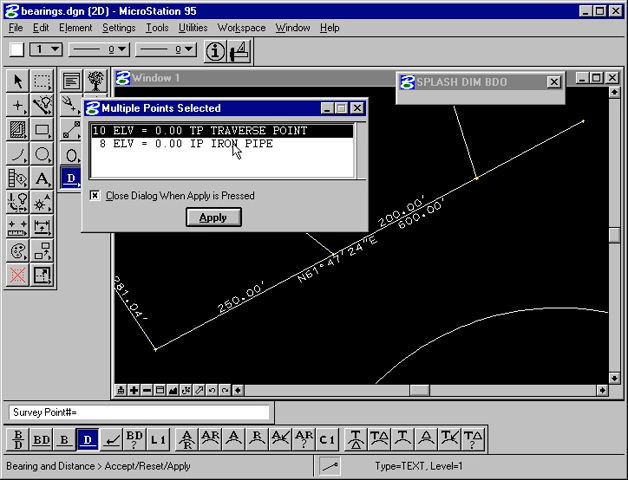 bearings.dgn (2D) - MicroStation 95
File Edit Element Settings Tools Utilities Workspace Window Help
1 0 0
Window 1
SPLASH DIM BDO
Multiple Points Selected
10 ELV = 0.00 TP TRAVERSE POINT
8 ELV = 0.00 IP IRON PIPE
Close Dialog When Apply is Pressed
Apply
A
D
200.00'
600.00'
N61°47'24"E
250.00'
281.04'
Survey Point#=
B D BD B D BD ? L1 A R AR A R A AR ? C1 T T T T T ?
Bearing and Distance > Accept/Reset/Apply Type=TEXT, Level=1